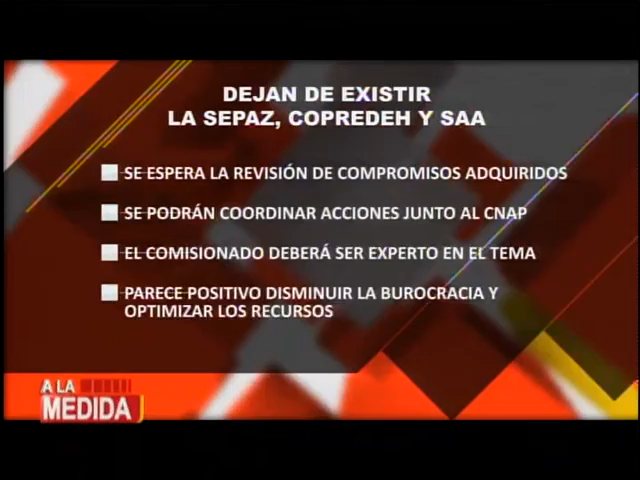 DEJAN DE EXISTIR
LA SEPAZ, COPREDEH Y SAA
SE ESPERA LA REVISIÓN DE COMPROMISOS ADQUIRIDOS
SE PODRÁN COORDINAR ACCIONES JUNTO AL CNAP
EL COMISIONADO DEBERÁ SER EXPERTO EN EL TEMA
PARECE POSITIVO DISMINUIR LA BUROCRACIA Y
OPTIMIZAR LOS RECURSOS
A LA
MEDIDA